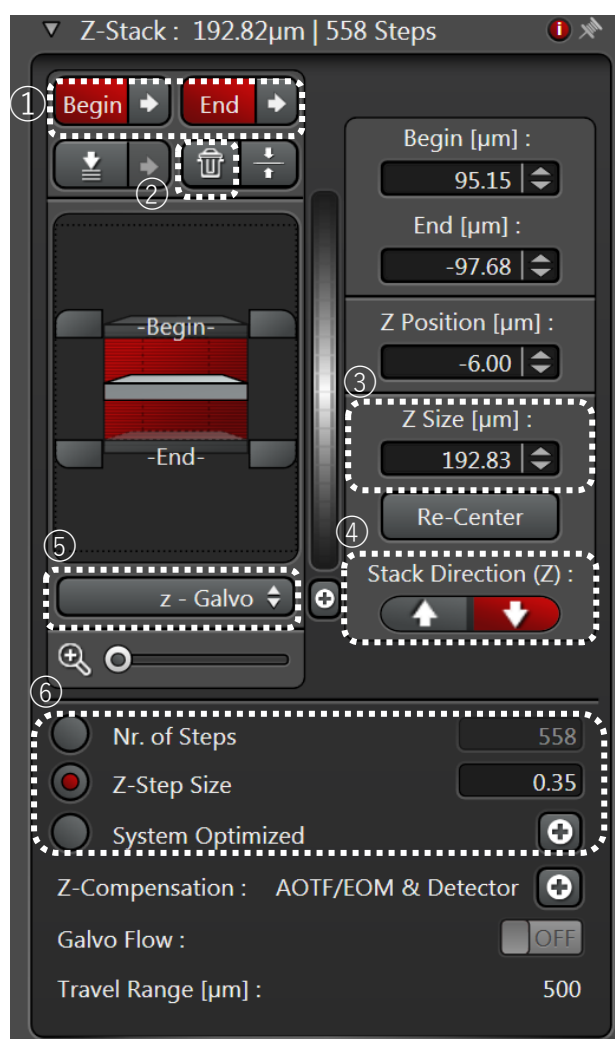 Z-Stack : 192.82µm | 558 Steps
① Begin End
②
Begin [µm] :
95.15
End [µm] :
-97.68
-Begin-
-End-
Z Position [µm] :
-6.00
③
Z Size [µm] :
192.83
Re-Center
④
Stack Direction (Z) :
⑤
z - Galvo
⑥
Nr. of Steps 558
Z-Step Size 0.35
System Optimized
Z-Compensation : AOTF/EOM & Detector
Galvo Flow : OFF
Travel Range [µm] : 500